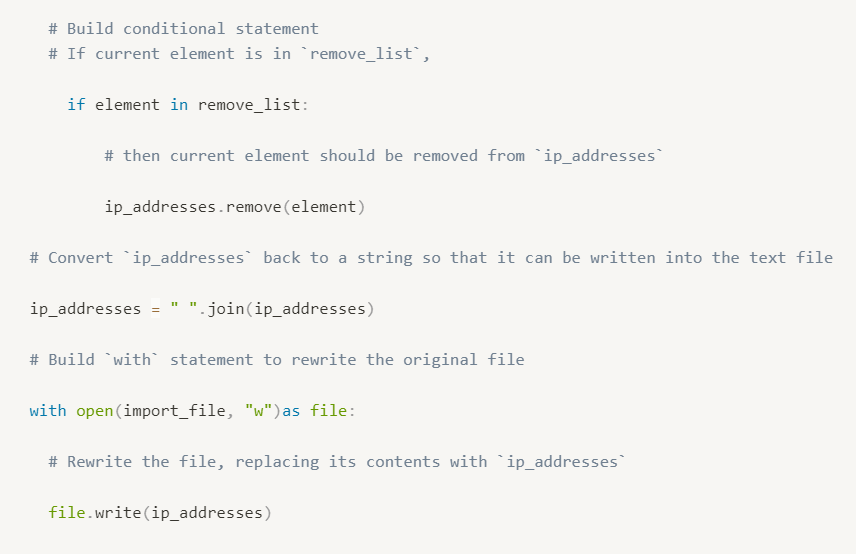 # Build conditional statement
# If current element is in `remove_list`,
if element in remove_list:
# then current element should be removed from `ip_addresses`
ip_addresses.remove(element)
# Convert `ip_addresses` back to a string so that it can be written into the text file
ip_addresses = " ".join(ip_addresses)
# Build `with` statement to rewrite the original file
with open(import_file, "w")as file:
# Rewrite the file, replacing its contents with `ip_addresses`
file.write(ip_addresses)